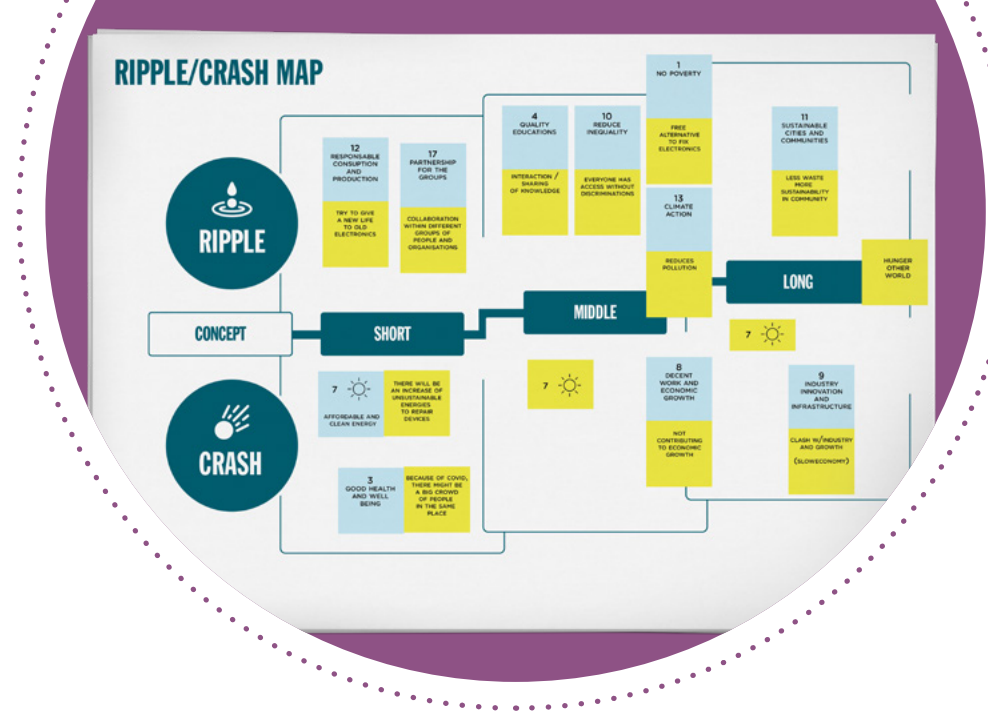 RIPPLE/CRASH MAP
1
NO POVERTY
FREE
ALTERNATIVE
TO FIX
ELECTRONICS
4
QUALITY
EDUCATIONS
INTERACTION /
SHARING
OF KNOWLEDGE
10
REDUCE
INEQUALITY
EVERYONE HAS
ACCESS WITHOUT
DISCRIMINATIONS
11
SUSTAINABLE
CITIES AND
COMMUNITIES
LESS WASTE
MORE
SUSTAINABILITY
IN COMMUNITY
12
RESPONSABLE
CONSUPTION
AND
PRODUCTION
TRY TO GIVE
A NEW LIFE
TO OLD
ELECTRONICS
17
PARTNERSHIP
FOR THE
GROUPS
COLLABORATION
WITHIN DIFFERENT
GROUPS OF
PEOPLE AND
ORGANISATIONS
13
CLIMATE
ACTION
REDUCES
POLLUTION
RIPPLE
HUNGER
OTHER
WORLD
CONCEPT
SHORT
MIDDLE
LONG
7
AFFORDABLE AND
CLEAN ENERGY
THERE WILL BE
AN INCREASE OF
UNSUSTAINABLE
ENERGIES
TO REPAIR
DEVICES
7
7
8
DECENT
WORK AND
ECONOMIC
GROWTH
NOT
CONTRIBUTING
TO ECONOMIC
GROWTH
9
INDUSTRY
INNOVATION
AND
INFRASTRUCTURE
CLASH W/INDUSTRY
AND GROWTH
(SLOWECONOMY)
CRASH
3
GOOD HEALTH
AND WELL
BEING
BECAUSE OF COVID,
THERE MIGHT BE
A BIG CROWD
OF PEOPLE
IN THE SAME
PLACE